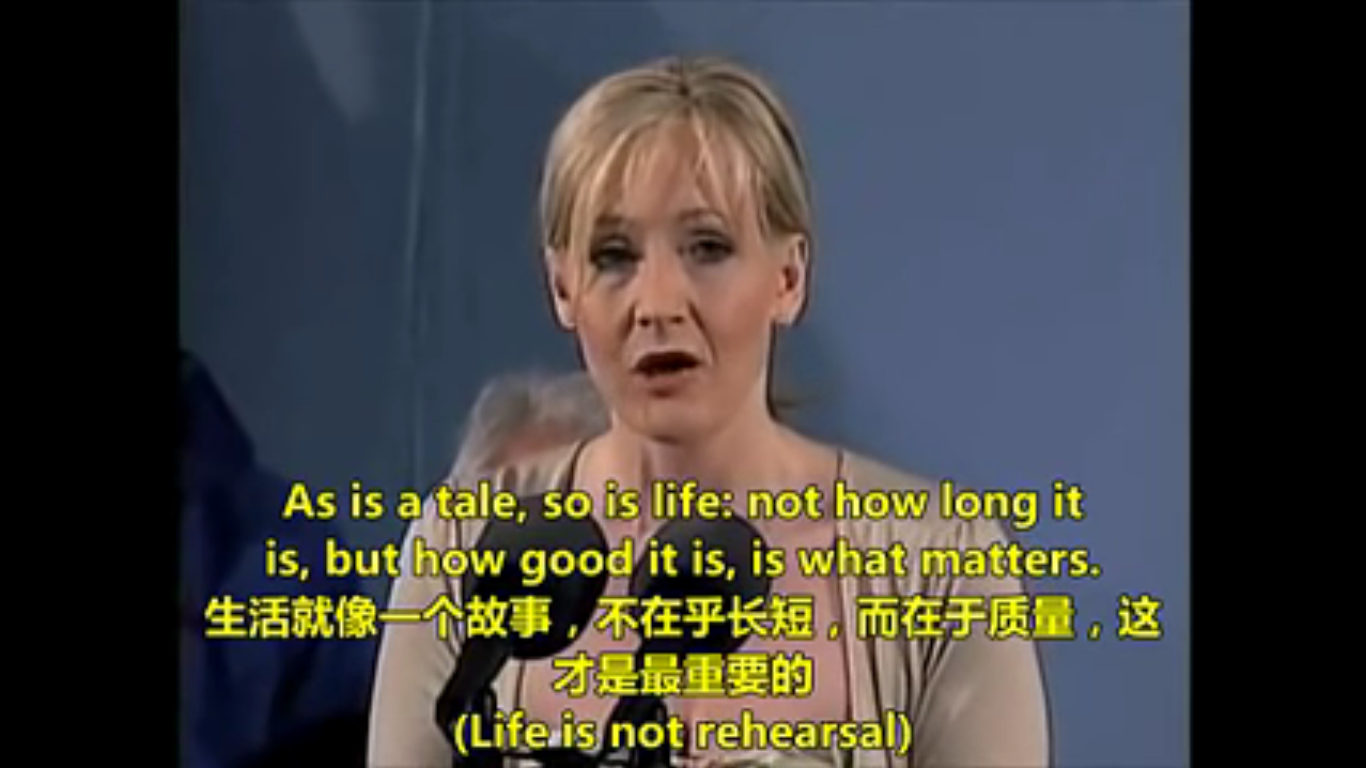 As is a tale, so is life: not how long it
is, but how good it is, is what matters.
生活就像一个故事，不在乎长短，而在于质量，这
才是最重要的
(Life is not rehearsal)